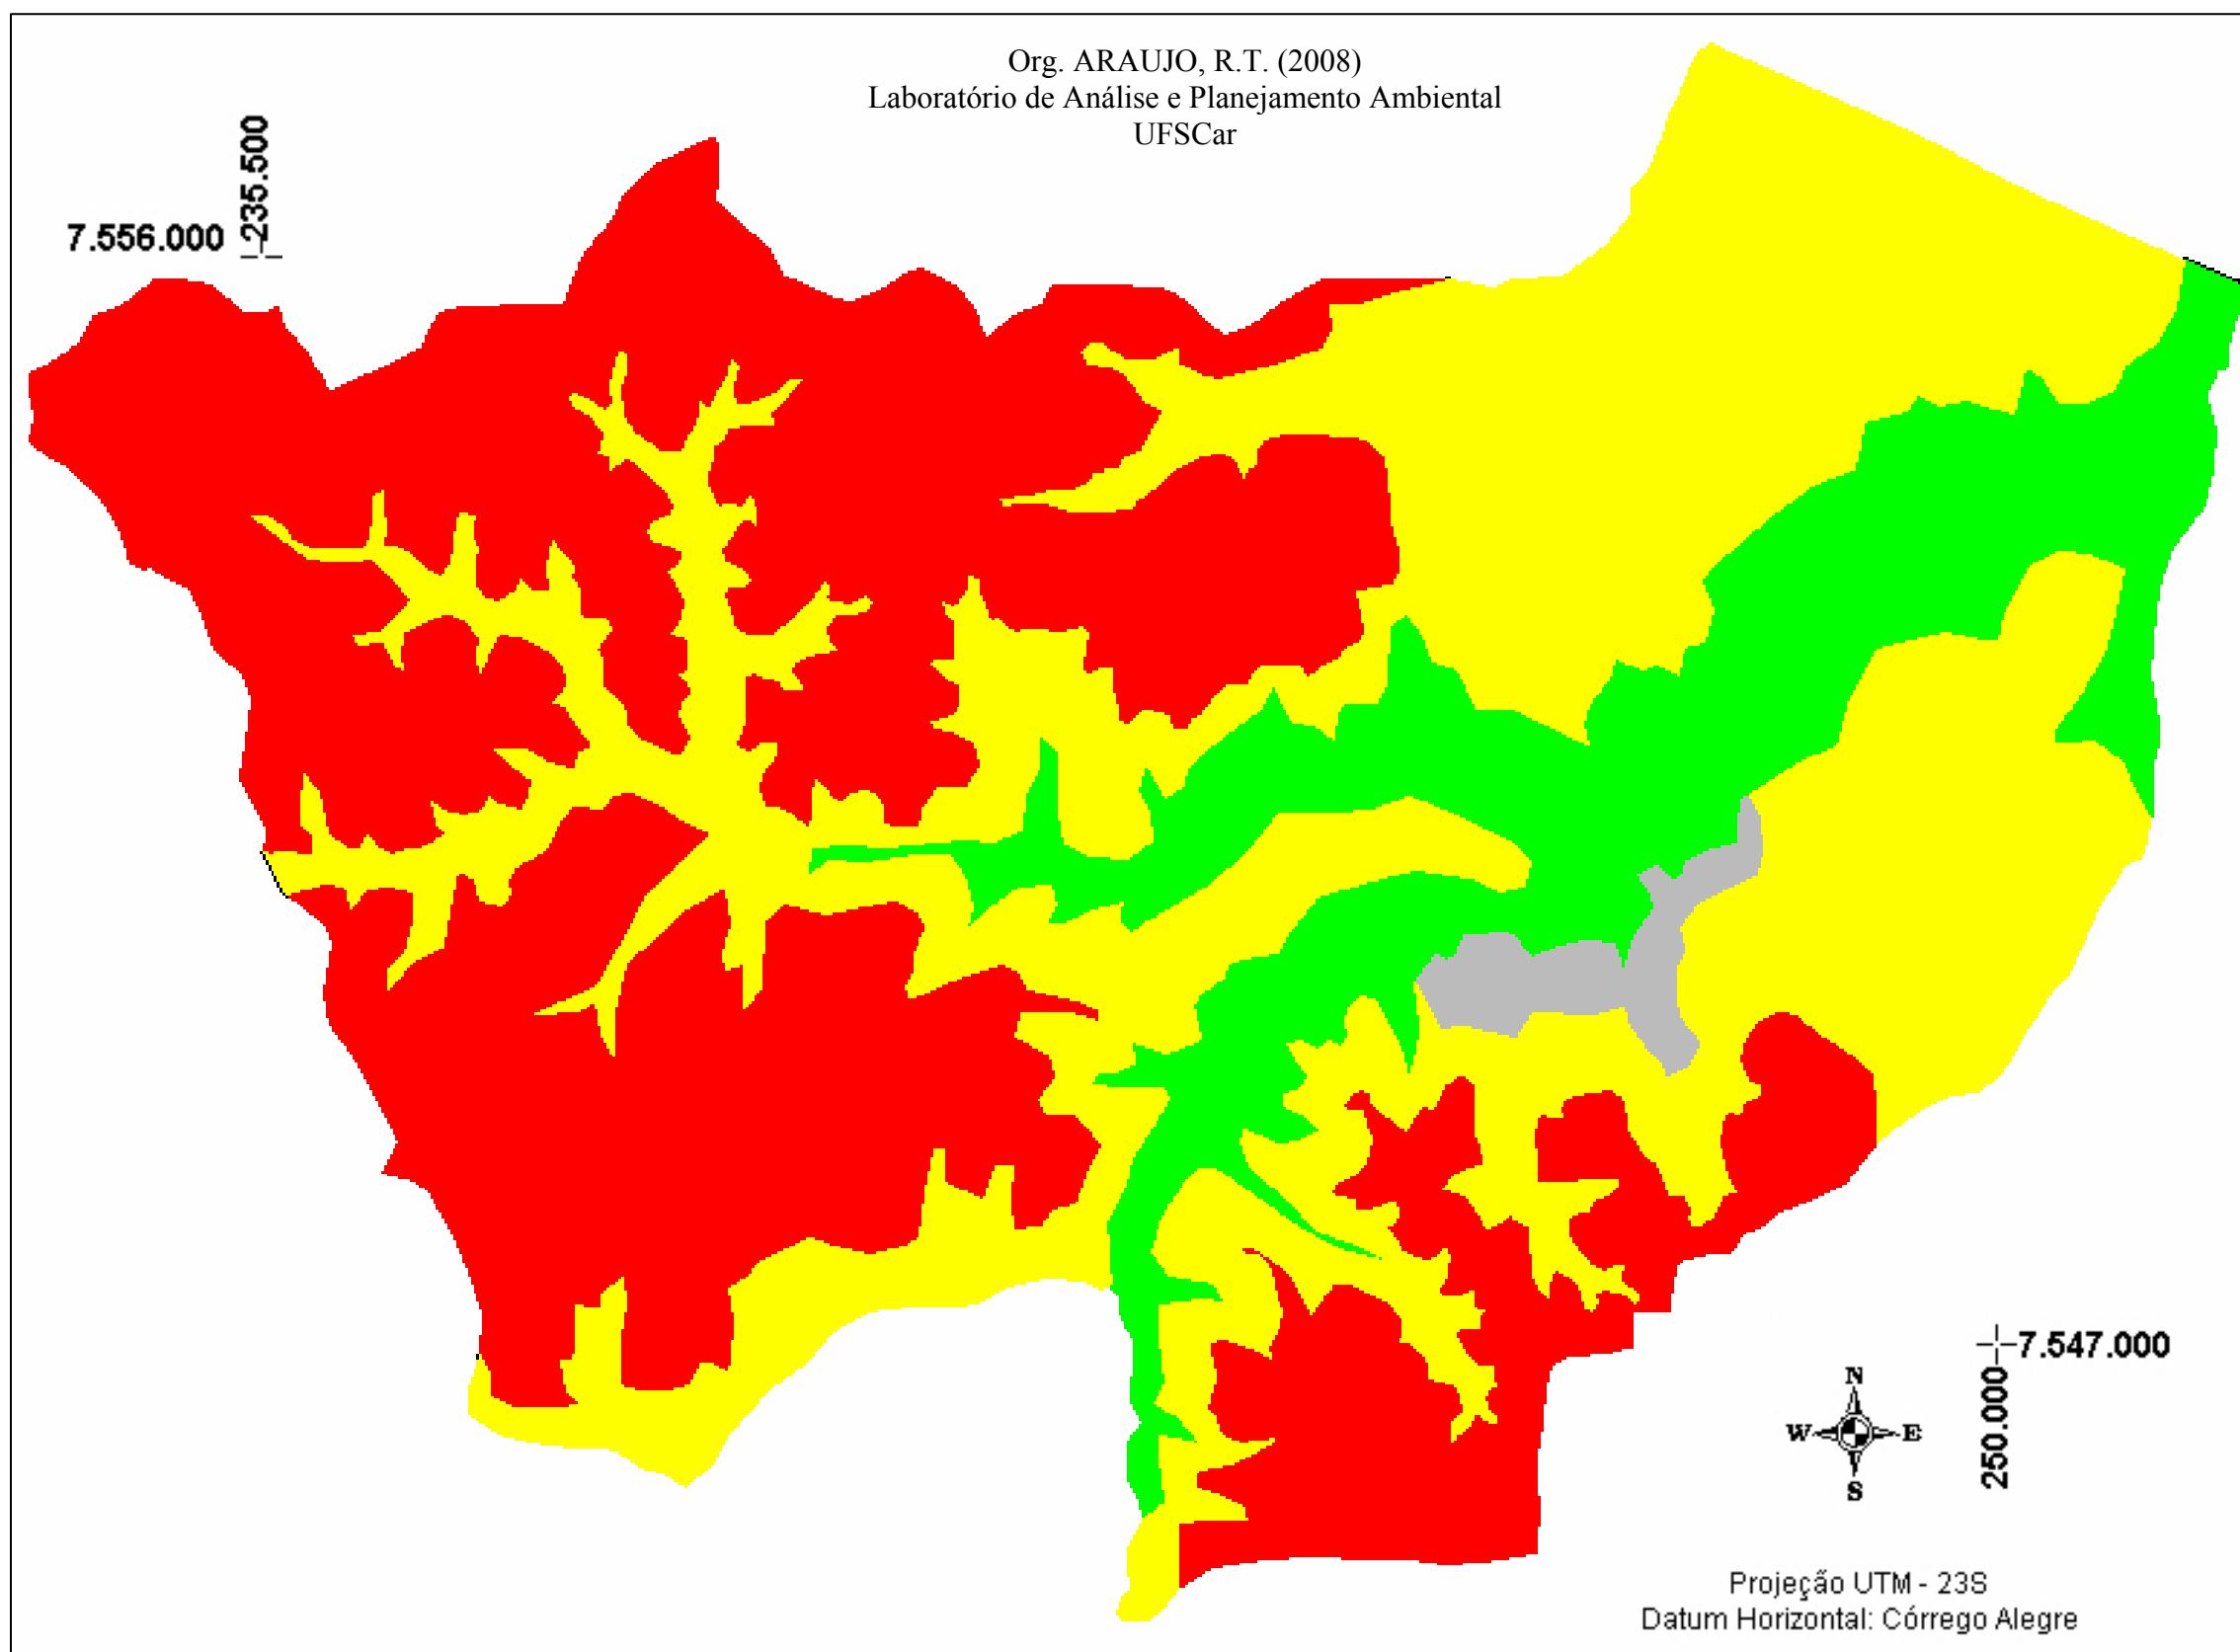 Org. ARAUJO, R.T. (2008)
Laboratório de Análise e Planejamento Ambiental
UFSCar
235.500
7.556.000
7.547.000
250.000
N
W E
S
Projeção UTM - 23S
Datum Horizontal: Córrego Alegre